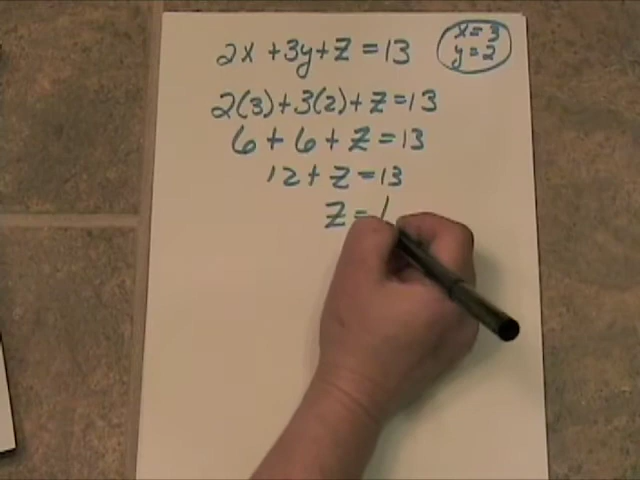 2x + 3y + z = 13
x = 3
y = 2
2(3) + 3(2) + z = 13
6 + 6 + z = 13
12 + z = 13
z = 1